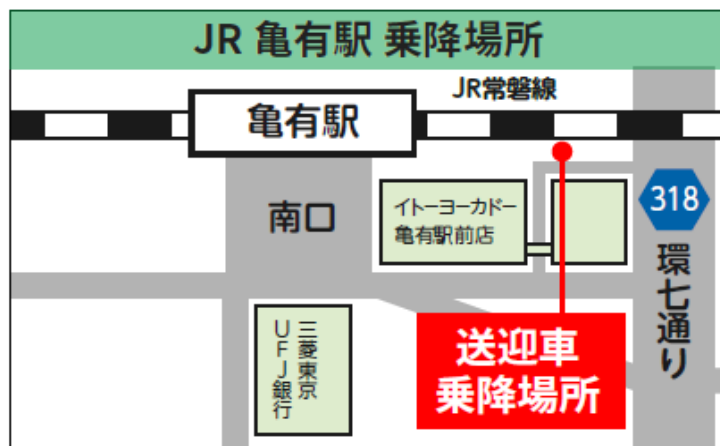 JR 亀有駅 乗降場所
JR常磐線
亀有駅
318
南口
イトーヨーカドー
亀有駅前店
環七通り
三菱東京
UFJ銀行
送迎車
乗降場所